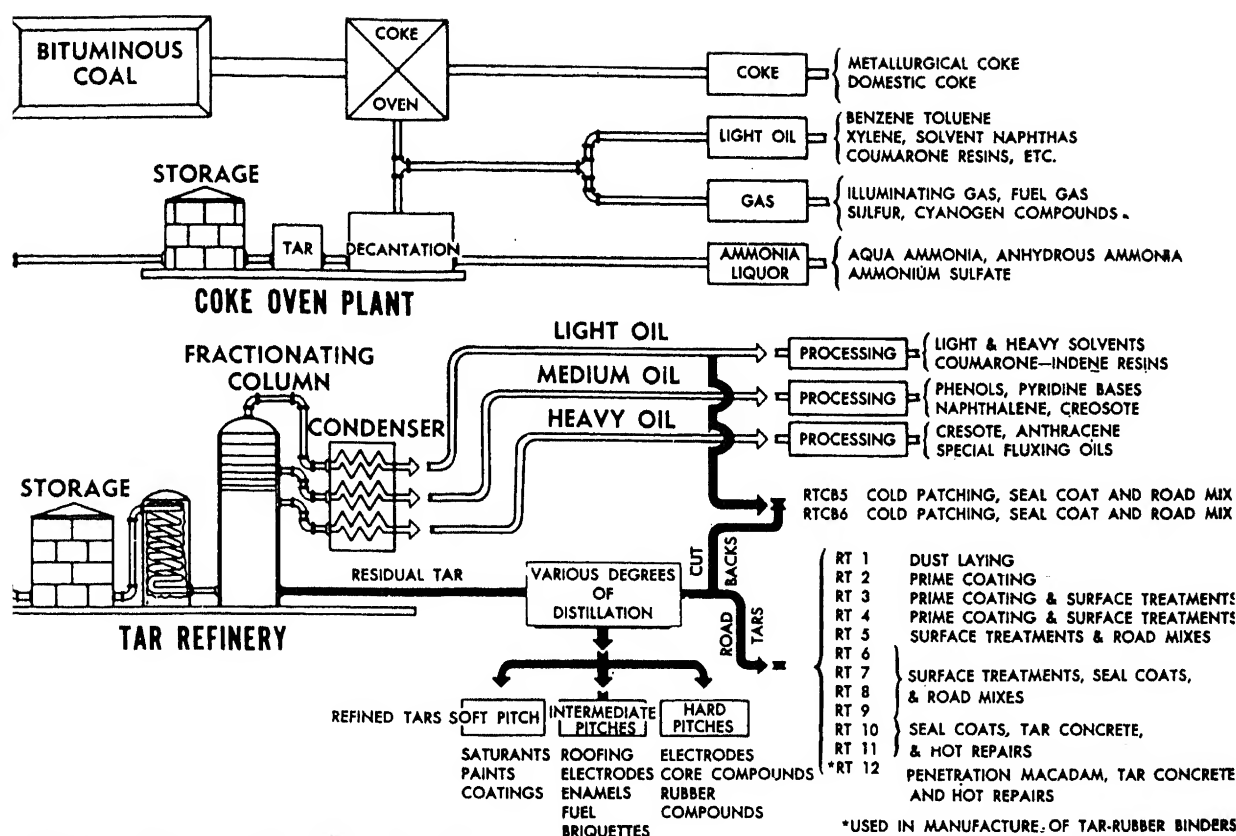 BITUMINOUS
COAL
COKE
OVEN
COKE
METALLURGICAL COKE
DOMESTIC COKE
LIGHT OIL
BENZENE TOLUENE
XYLENE, SOLVENT NAPHTHAS
COUMARONE RESINS, ETC.
GAS
ILLUMINATING GAS, FUEL GAS
SULFUR, CYANOGEN COMPOUNDS.
STORAGE
TAR
DECANTATION
AMMONIA
LIQUOR
AQUA AMMONIA, ANHYDROUS AMMONIA
AMMONIUM SULFATE
COKE OVEN PLANT
LIGHT OIL
PROCESSING
LIGHT & HEAVY SOLVENTS
COUMARONE—INDENE RESINS
MEDIUM OIL
PROCESSING
PHENOLS, PYRIDINE BASES
NAPHTHALENE, CREOSOTE
HEAVY OIL
PROCESSING
CRESOTE, ANTHRACENE
SPECIAL FLUXING OILS
FRACTIONATING
COLUMN
CONDENSER
STORAGE
RESIDUAL TAR
TAR REFINERY
VARIOUS DEGREES
OF
DISTILLATION
CUT
BACKS
ROAD
TARS
RTCB5 COLD PATCHING, SEAL COAT AND ROAD MIX
RTCB6 COLD PATCHING, SEAL COAT AND ROAD MIX
RT 1 DUST LAYING
RT 2 PRIME COATING
RT 3 PRIME COATING & SURFACE TREATMENTS
RT 4 PRIME COATING & SURFACE TREATMENTS
RT 5 SURFACE TREATMENTS & ROAD MIXES
RT 6
RT 7
RT 8
RT 9
SURFACE TREATMENTS, SEAL COATS,
& ROAD MIXES
RT 10
RT 11
SEAL COATS, TAR CONCRETE,
& HOT REPAIRS
*RT 12
PENETRATION MACADAM, TAR CONCRETE
AND HOT REPAIRS
*USED IN MANUFACTURE OF TAR-RUBBER BINDERS
REFINED TARS
SOFT PITCH
SATURANTS
PAINTS
COATINGS
INTERMEDIATE
PITCHES
ROOFING
ELECTRODES
ENAMELS
FUEL
BRIQUETTES
HARD
PITCHES
ELECTRODES
CORE COMPOUNDS
RUBBER
COMPOUNDS